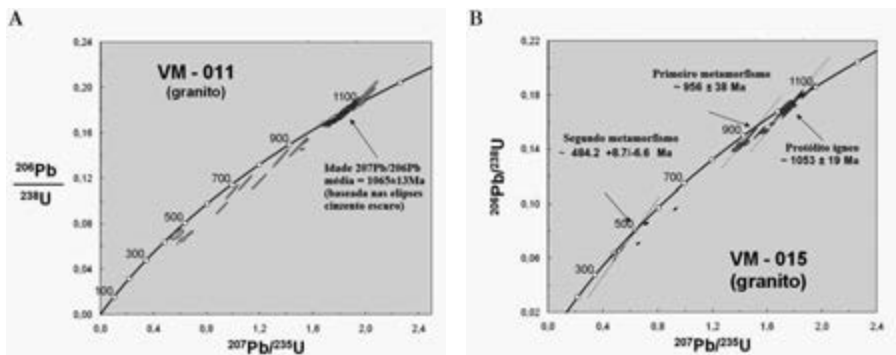 A
0,24
0,20
0,16
0,12
0,08
0,04
0,00
0,0
0,4
0,8
1,2
1,6
2,0
2,4
206Pb
238U
207Pb/235U
VM - 011
(granito)
100
300
500
700
900
1100
Idade 207Pb/206Pb
média = 1065±13Ma
(baseada nas elipses
cinzento escuro)
B
0,22
0,18
0,14
0,10
0,06
0,02
0,0
0,4
0,8
1,2
1,6
2,0
2,4
206Pb/238U
207Pb/235U
Primeiro metamorfismo
~ 956 ± 38 Ma
Segundo metamorfismo
~ 484.2 +8.7/-6.6 Ma
Protólito ígneo
~ 1053 ± 19 Ma
300
500
700
900
1100
VM - 015
(granito)